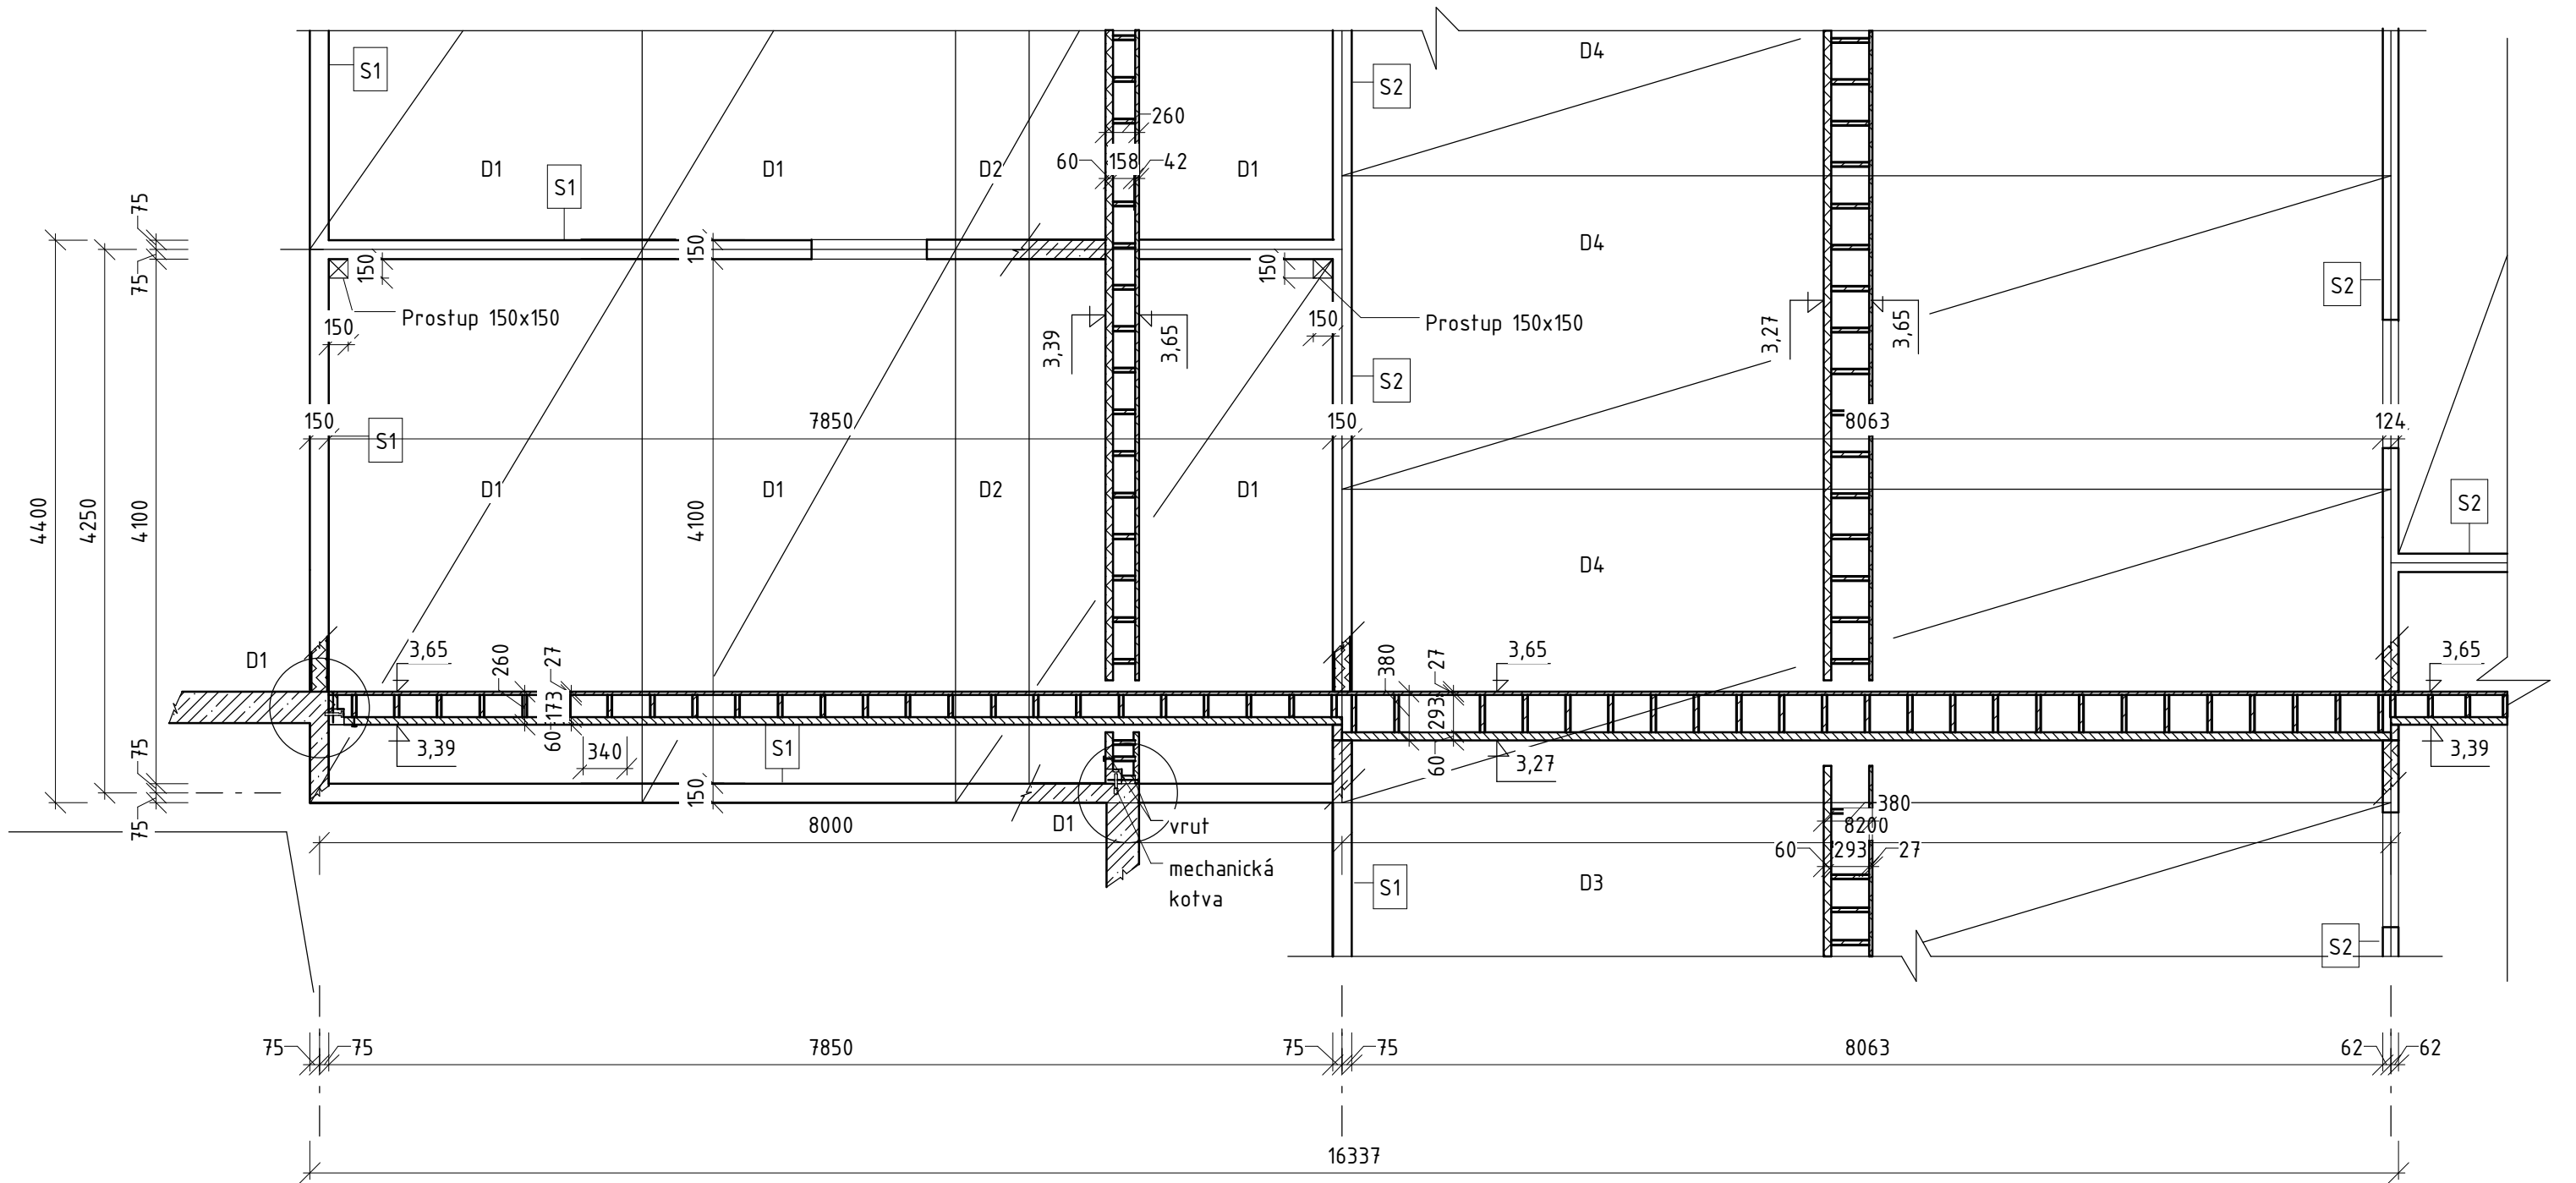 D4
S1
S2
260
60
158
42
D1
S1
D1
D2
D1
75
75
150
150
150
D4
S2
Prostup 150x150
150
Prostup 150x150
150
3,39
3,65
3,27
3,65
S2
150
S1
7850
150
8063
124
4400
4250
4100
D1
4100
D1
D2
D1
S2
D4
D1
3,65
260
27
173
60
340
3,39
S1
380
27
293
60
3,65
3,27
3,65
3,39
75
75
150
8000
D1
vrut
mechanická
kotva
380
8200
60
293
27
S1
D3
S2
75
75
7850
75
75
8063
62
62
16337